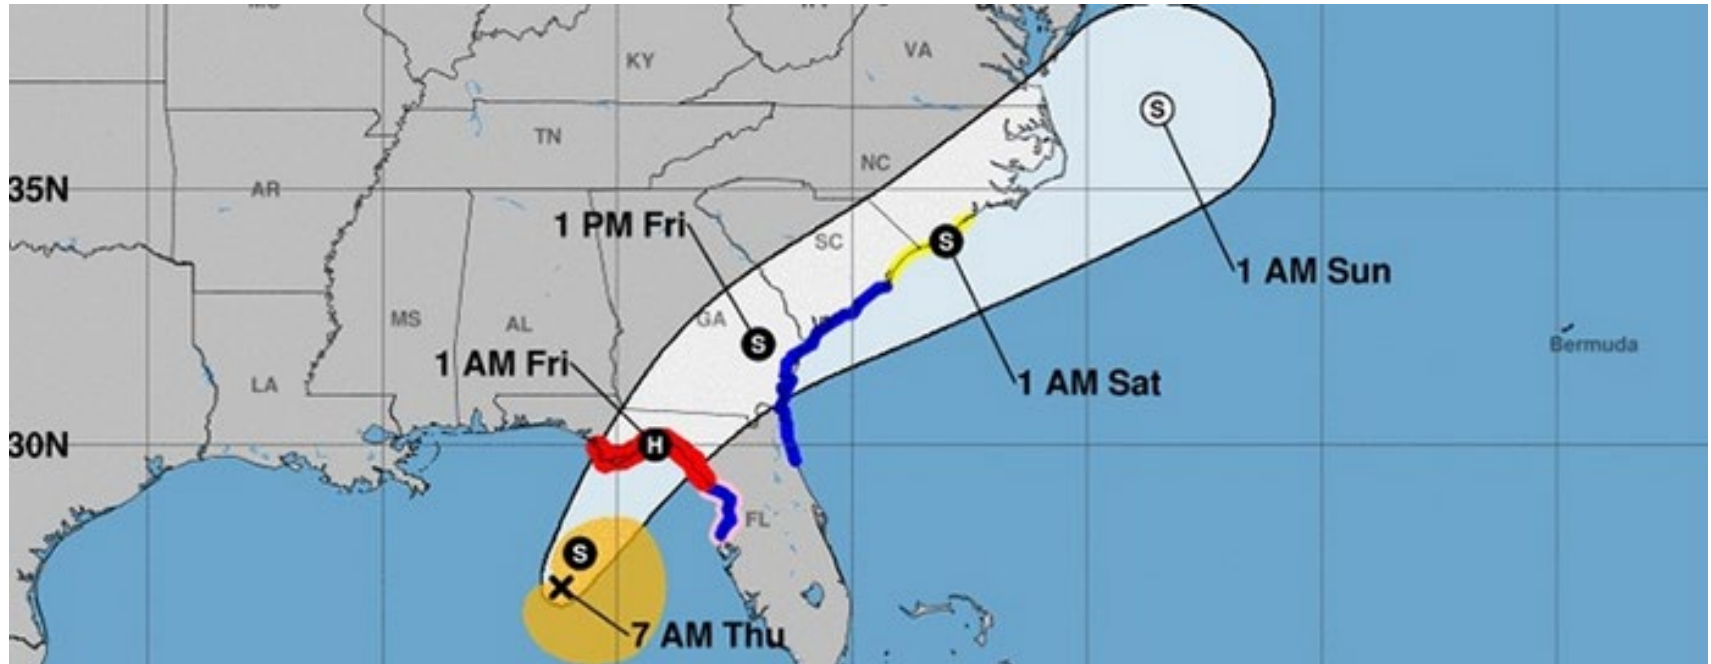 KY
VA
TN
NC
35N
AR
1 PM Fri
SC
S
S
1 AM Sun
MS
AL
GA
S
Bermuda
1 AM Fri
LA
1 AM Sat
30N
H
FL
S
7 AM Thu